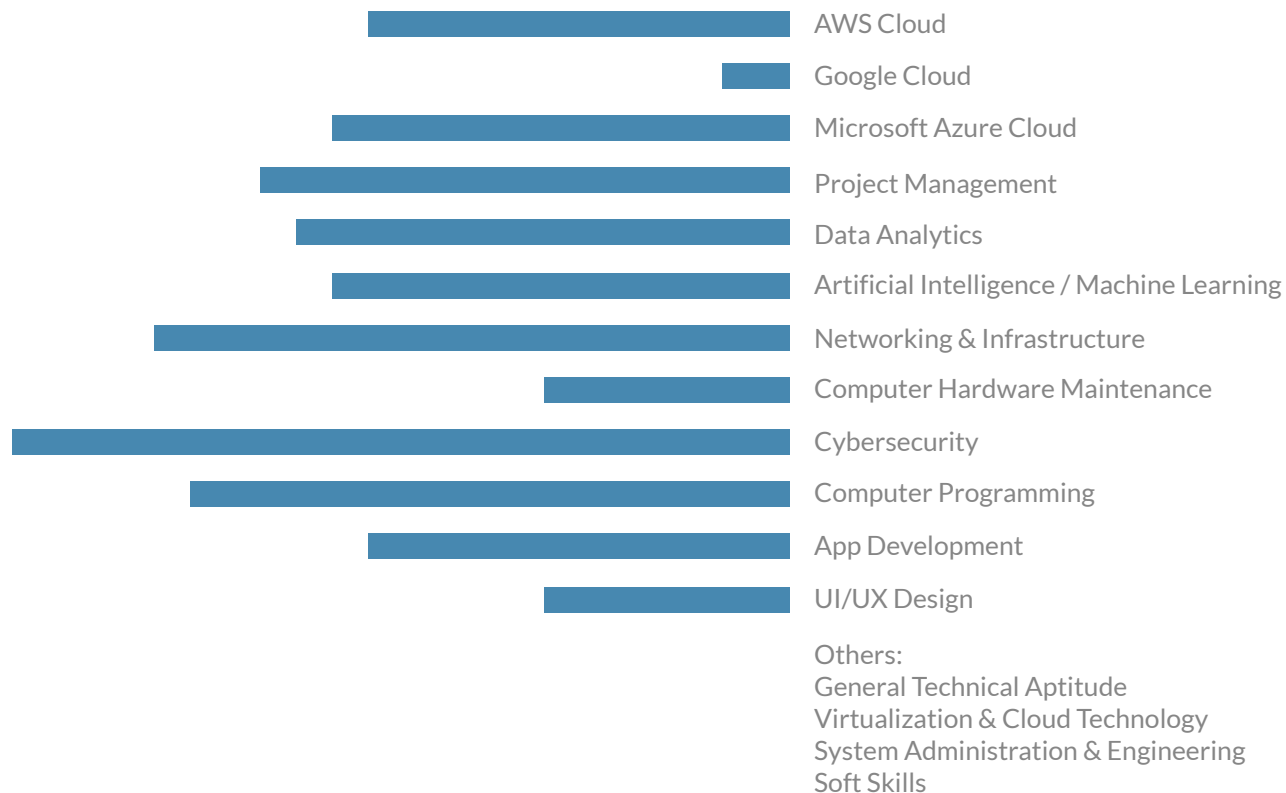 AWS Cloud
Google Cloud
Microsoft Azure Cloud
Project Management
Data Analytics
Artificial Intelligence / Machine Learning
Networking & Infrastructure
Computer Hardware Maintenance
Cybersecurity
Computer Programming
App Development
UI/UX Design
Others:
General Technical Aptitude
Virtualization & Cloud Technology
System Administration & Engineering
Soft Skills